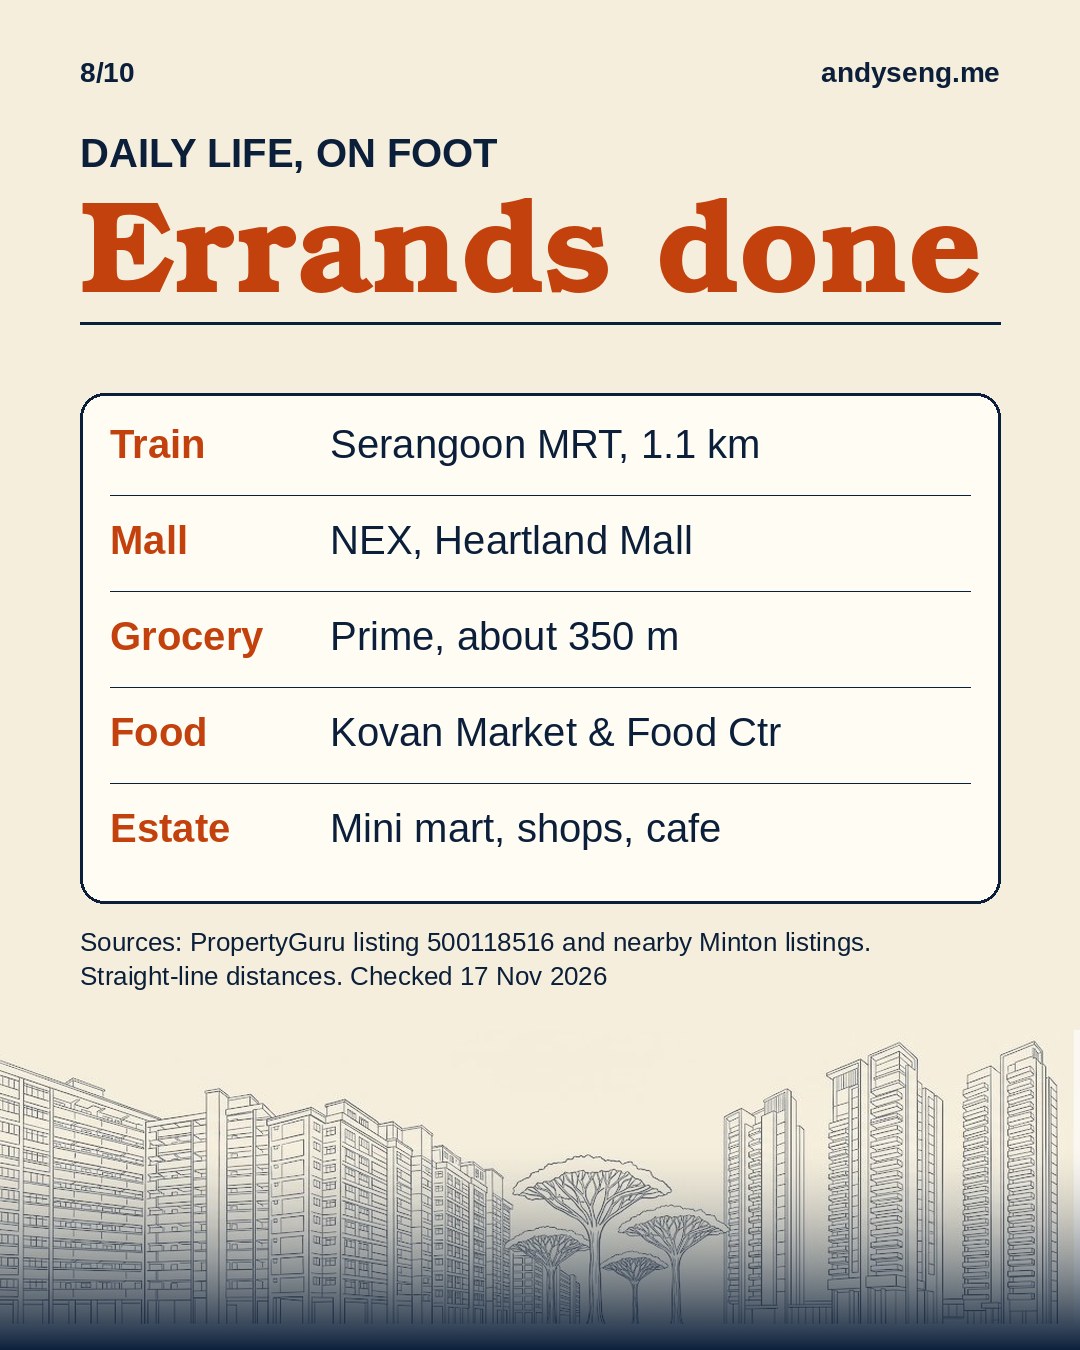 8/10
andyseng.me
DAILY LIFE, ON FOOT
Errands done
Train Serangoon MRT, 1.1 km
Mall NEX, Heartland Mall
Grocery Prime, about 350 m
Food Kovan Market & Food Ctr
Estate Mini mart, shops, cafe
Sources: PropertyGuru listing 500118516 and nearby Minton listings.
Straight-line distances. Checked 17 Nov 2026